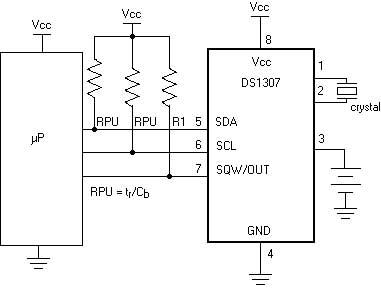 Vcc
Vcc
Vcc
8
Vcc
DS1307
1
2
crystal
µP
RPU
RPU
R1
5
SDA
6
SCL
3
7
SQW/OUT
RPU = tr/Cb
GND
4